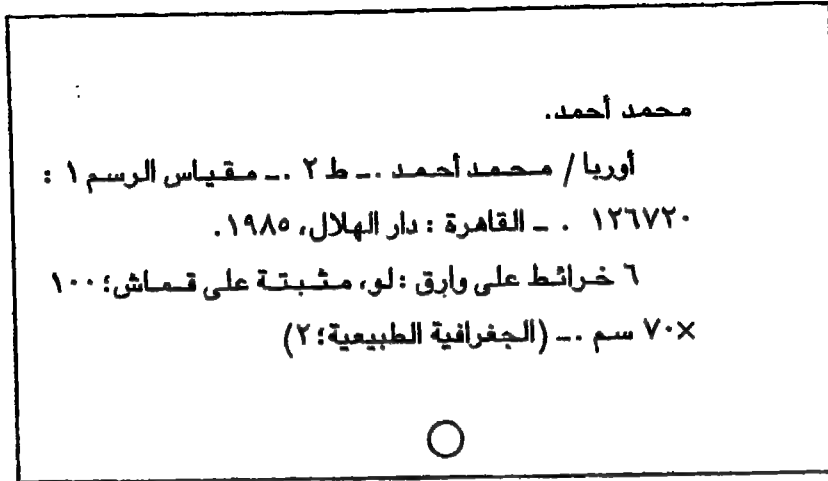 محمد أحمد.
أوربا / محمد أحمد .ـ ط ٢ .ـ مقياس الرسم ١ :
١٢٦٧٢٠ . ـ القاهرة : دار الهلال، ١٩٨٥.
٦ خرائط على وارق : لو، مثبتة على قماش؛ ١٠٠
×٧٠ سم .ـ (الجغرافية الطبيعية؛ ٢)